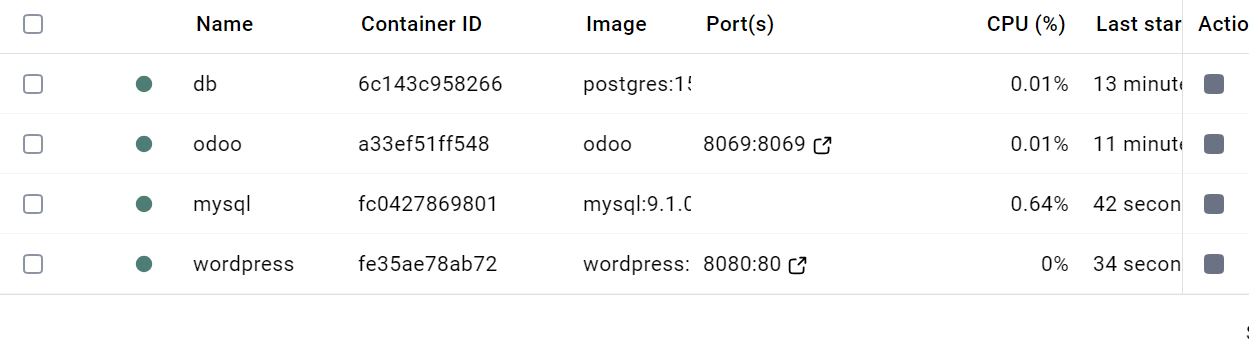 Name Container ID Image Port(s) CPU (%) Last star Actio
db 6c143c958266 postgres:15 0.01% 13 minute
odoo a33ef51ff548 odoo 8069:8069 0.01% 11 minute
mysql fc0427869801 mysql:9.1.0 0.64% 42 secon
wordpress fe35ae78ab72 wordpress: 8080:80 0% 34 secon